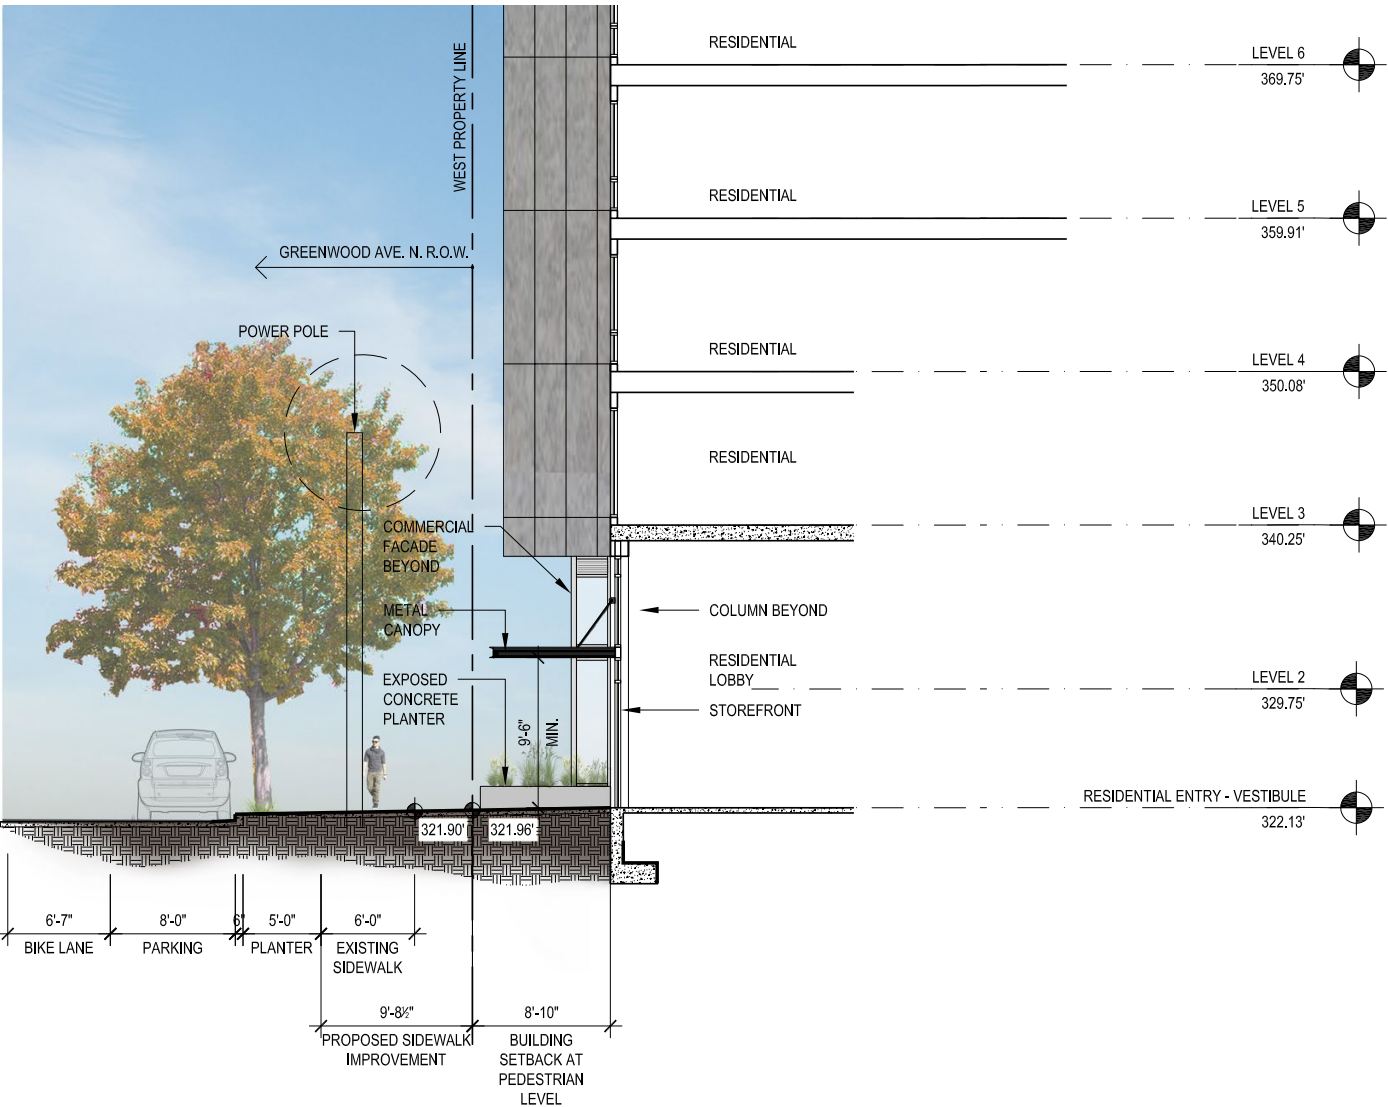 RESIDENTIAL
LEVEL 6
369.75'
WEST PROPERTY LINE
RESIDENTIAL
LEVEL 5
359.91'
GREENWOOD AVE. N. R.O.W.
POWER POLE
RESIDENTIAL
LEVEL 4
350.08'
RESIDENTIAL
LEVEL 3
340.25'
COMMERCIAL
FACADE
BEYOND
METAL
CANOPY
COLUMN BEYOND
RESIDENTIAL
LOBBY
LEVEL 2
329.75'
EXPOSED
CONCRETE
PLANTER
STOREFRONT
9'-6"
MIN.
RESIDENTIAL ENTRY - VESTIBULE
322.13'
321.90'
321.96'
6'-7"
8'-0"
6"
5'-0"
6'-0"
BIKE LANE
PARKING
PLANTER
EXISTING
SIDEWALK
9'-8½"
8'-10"
PROPOSED SIDEWALK
IMPROVEMENT
BUILDING
SETBACK AT
PEDESTRIAN
LEVEL